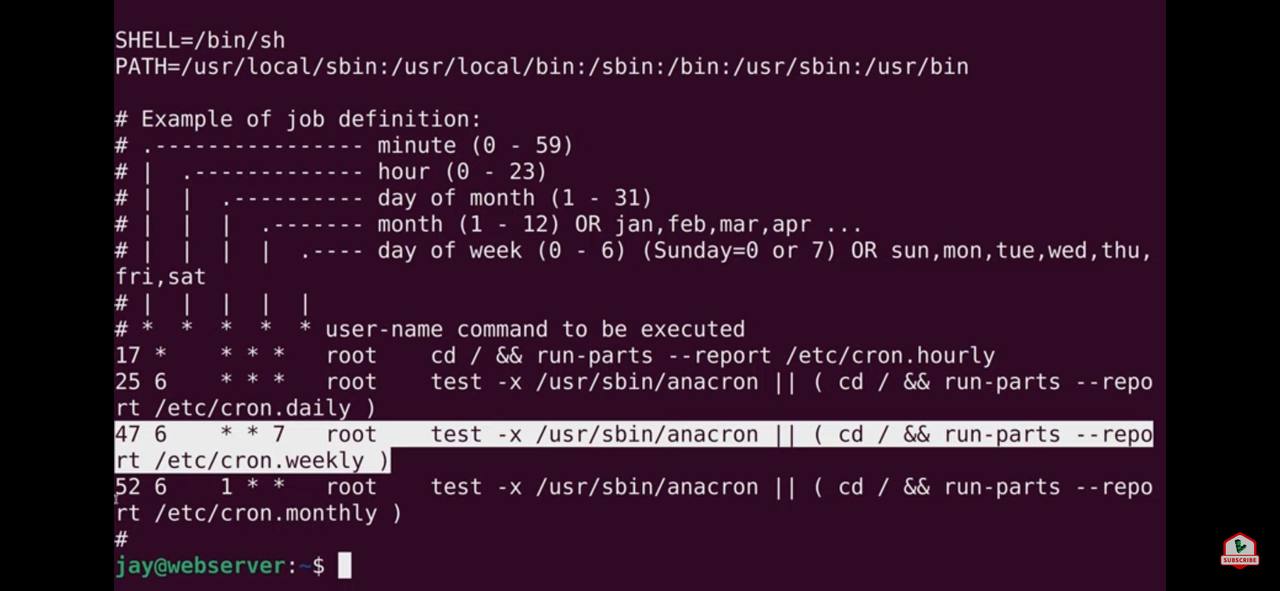 SHELL=/bin/sh
PATH=/usr/local/sbin:/usr/local/bin:/sbin:/bin:/usr/sbin:/usr/bin

# Example of job definition:
# .---------------- minute (0 - 59)
# |  .------------- hour (0 - 23)
# |  |  .---------- day of month (1 - 31)
# |  |  |  .------- month (1 - 12) OR jan,feb,mar,apr ...
# |  |  |  |  .---- day of week (0 - 6) (Sunday=0 or 7) OR sun,mon,tue,wed,thu,
fri,sat
# |  |  |  |  |
# *  *  *  *  * user-name command to be executed
17 *    * * *   root    cd / && run-parts --report /etc/cron.hourly
25 6    * * *   root    test -x /usr/sbin/anacron || ( cd / && run-parts --repo
rt /etc/cron.daily )
47 6    * * 7   root    test -x /usr/sbin/anacron || ( cd / && run-parts --repo
rt /etc/cron.weekly )
52 6    1 * *   root    test -x /usr/sbin/anacron || ( cd / && run-parts --repo
rt /etc/cron.monthly )
#
jay@webserver:~$
SUBSCRIBE